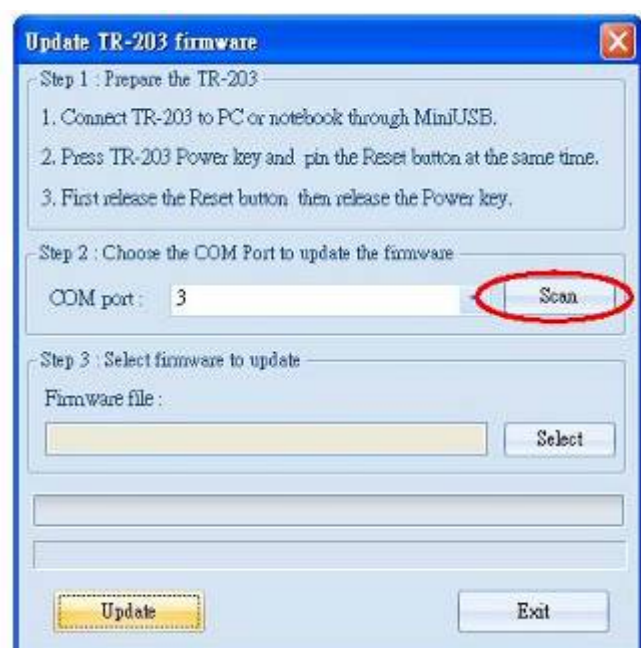 Update TR-203 firmware
Step 1 : Prepare the TR-203
1. Connect TR-203 to PC or notebook through MiniUSB.
2. Press TR-203 Power key and pin the Reset button at the same time.
3. First release the Reset button then release the Power key.
Step 2 : Choose the COM Port to update the firmware
COM port : 3 Scan
Step 3 : Select firmware to update
Firmware file :
Select
Update Exit